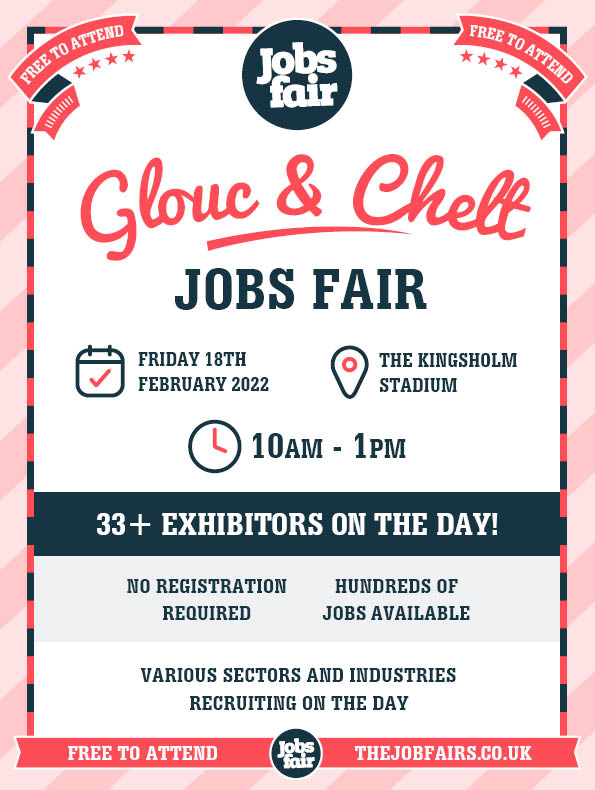 FREE TO ATTEND
FREE TO ATTEND
Jobs
fair
Glouc & Chelt
JOBS FAIR
FRIDAY 18TH
FEBRUARY 2022
THE KINGSHOLM
STADIUM
10AM - 1PM
33+ EXHIBITORS ON THE DAY!
NO REGISTRATION
REQUIRED
HUNDREDS OF
JOBS AVAILABLE
VARIOUS SECTORS AND INDUSTRIES
RECRUITING ON THE DAY
FREE TO ATTEND
Jobs
fair
THEJOBFAIRS.CO.UK